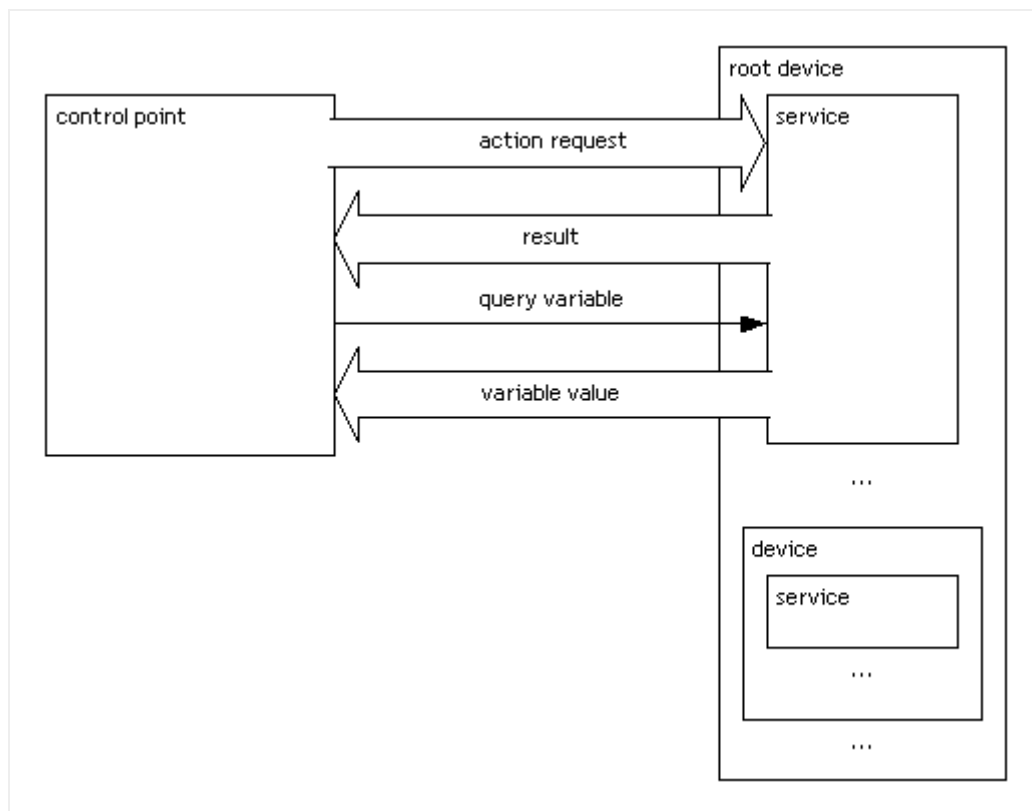 root device
control point
service
action request
result
query variable
variable value
...
device
service
...
...